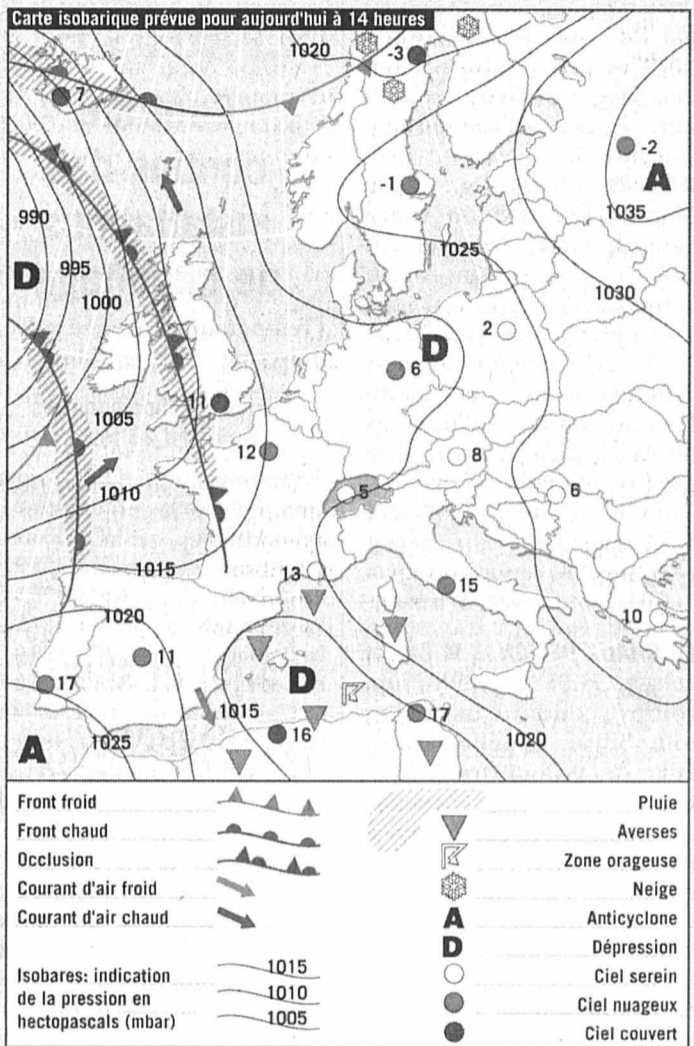 Carte isobarique prévue pour aujourd'hui à 14 heures
1020
-3
7
-2
A
-1
1035
990
1025
D
995
1030
1000
2
D
6
11
1005
12
8
5
6
1010
1015
13
15
1020
10
11
D
17
1015
17
1025
16
1020
A
Front froid
Front chaud
Occlusion
Courant d'air froid
Courant d'air chaud
Isobares: indication
de la pression en
hectopascals (mbar)
1015
1010
1005
Pluie
Averses
Zone orageuse
Neige
A
Anticyclone
D
Dépression
Ciel serein
Ciel nuageux
Ciel couvert